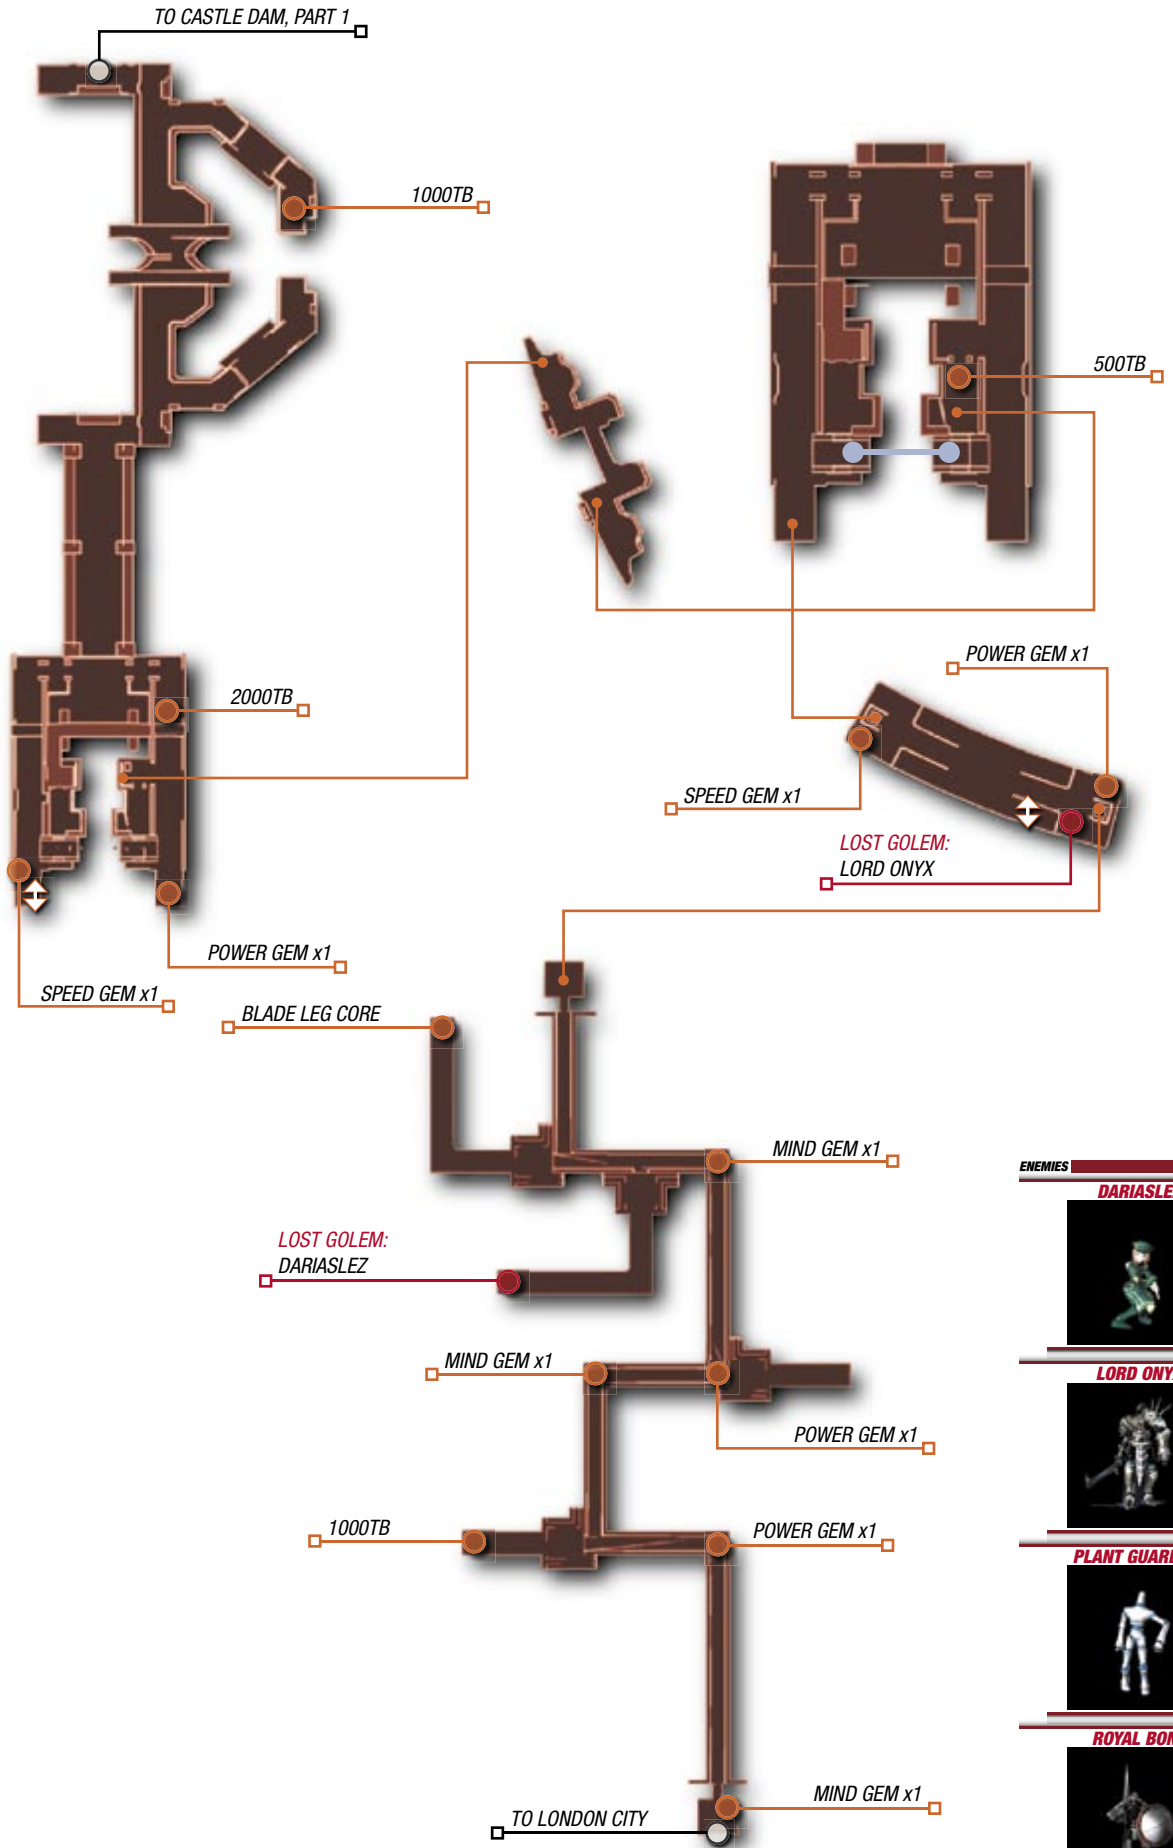 TO CASTLE DAM, PART 1
1000TB
500TB
2000TB
POWER GEM x1
SPEED GEM x1
LOST GOLEM:
LORD ONYX
POWER GEM x1
SPEED GEM x1
BLADE LEG CORE
MIND GEM x1
ENEMIES
DARIASLE
LOST GOLEM:
DARIASLEZ
MIND GEM x1
LORD ONY
POWER GEM x1
1000TB
POWER GEM x1
PLANT GUAR
ROYAL BO
MIND GEM x1
TO LONDON CITY